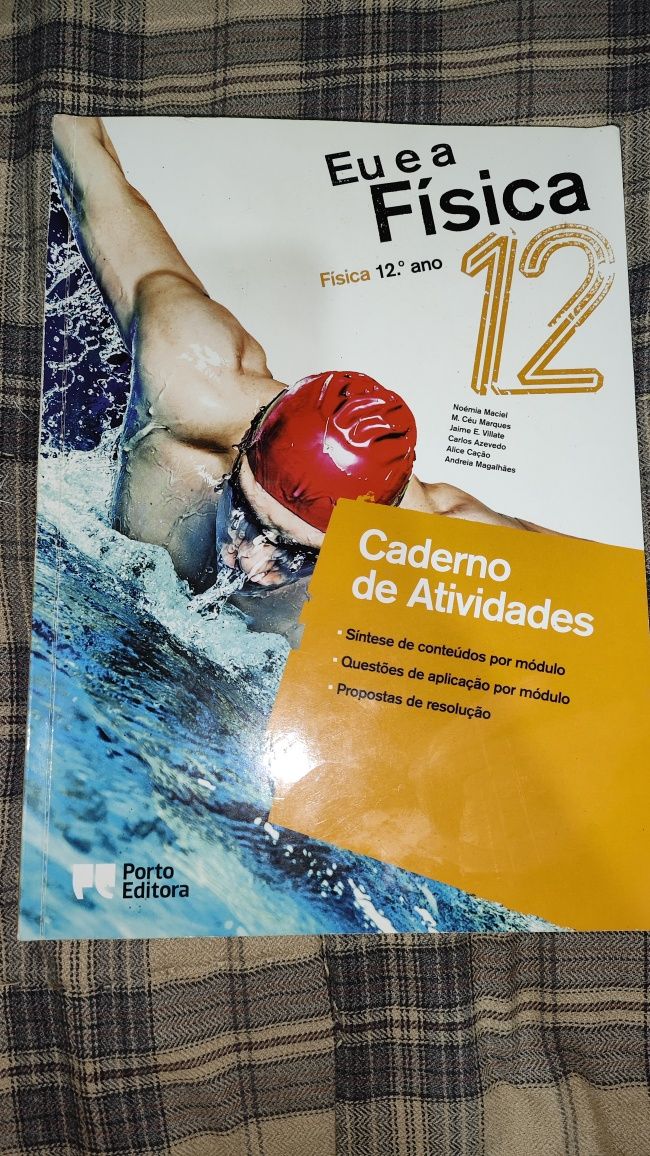 Eu e a
Física
12
Física 12.º ano
Noémia Maciel
M. Céu Marques
Jaime E. Villate
Carlos Azevedo
Alice Cação
Andreia Magalhães
Caderno
de Atividades
▪ Síntese de conteúdos por módulo
▪ Questões de aplicação por módulo
▪ Propostas de resolução
Porto
Editora